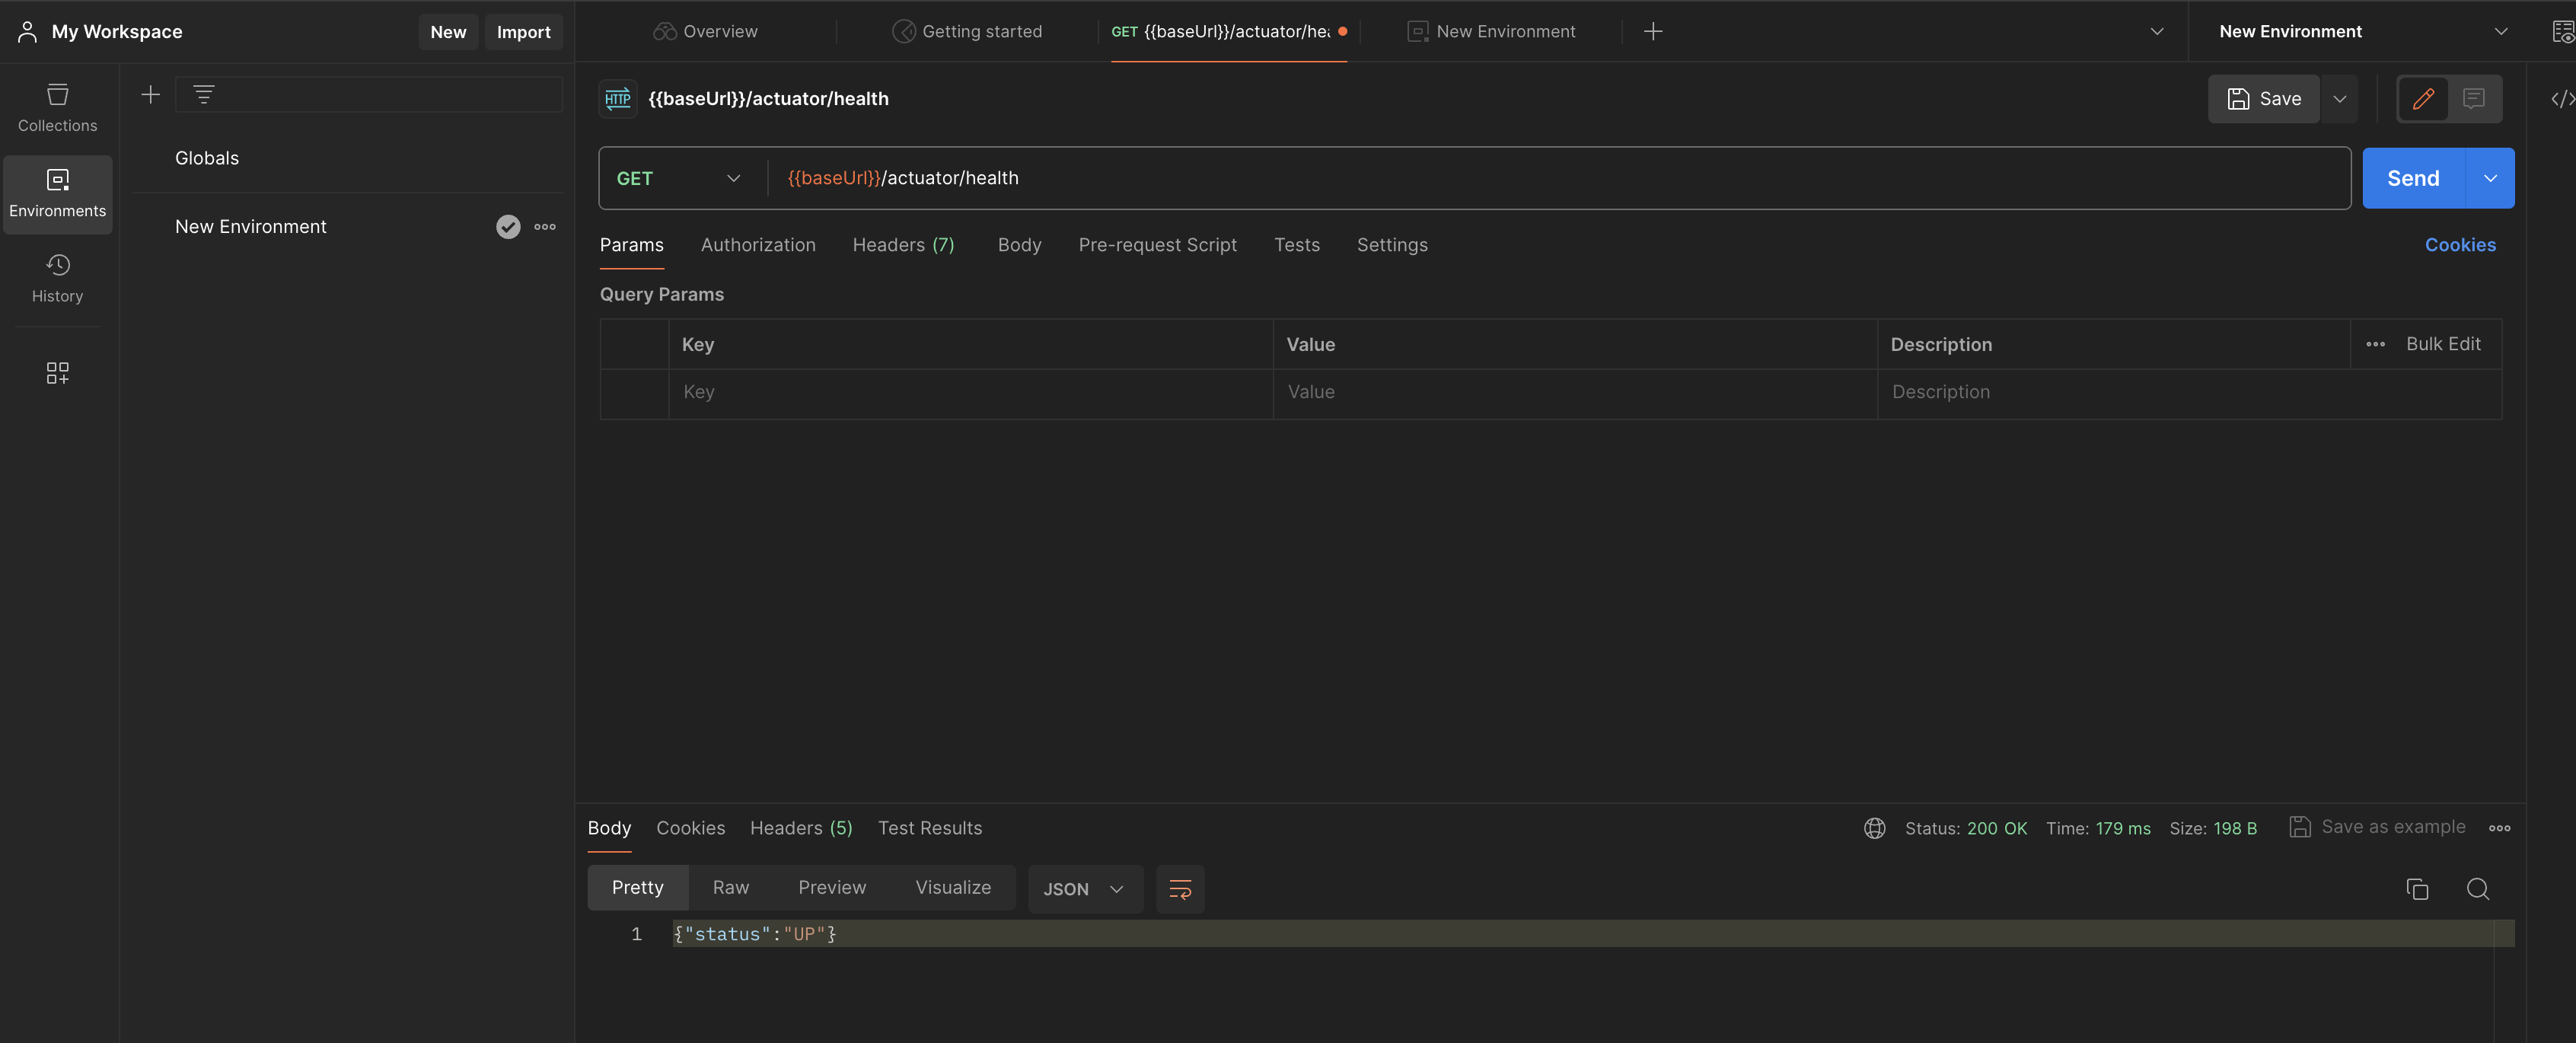 My Workspace New Import
Overview Getting started GET {{baseUrl}}/actuator/hea New Environment New Environment
Collections
Environments
History
Globals
New Environment
HTTP {{baseUrl}}/actuator/health Save </>
GET {{baseUrl}}/actuator/health Send
Params Authorization Headers (7) Body Pre-request Script Tests Settings Cookies
Query Params
Key Value Description Bulk Edit
Key Value Description
Body Cookies Headers (5) Test Results Status: 200 OK Time: 179 ms Size: 198 B Save as example
Pretty Raw Preview Visualize JSON
1 {"status":"UP"}